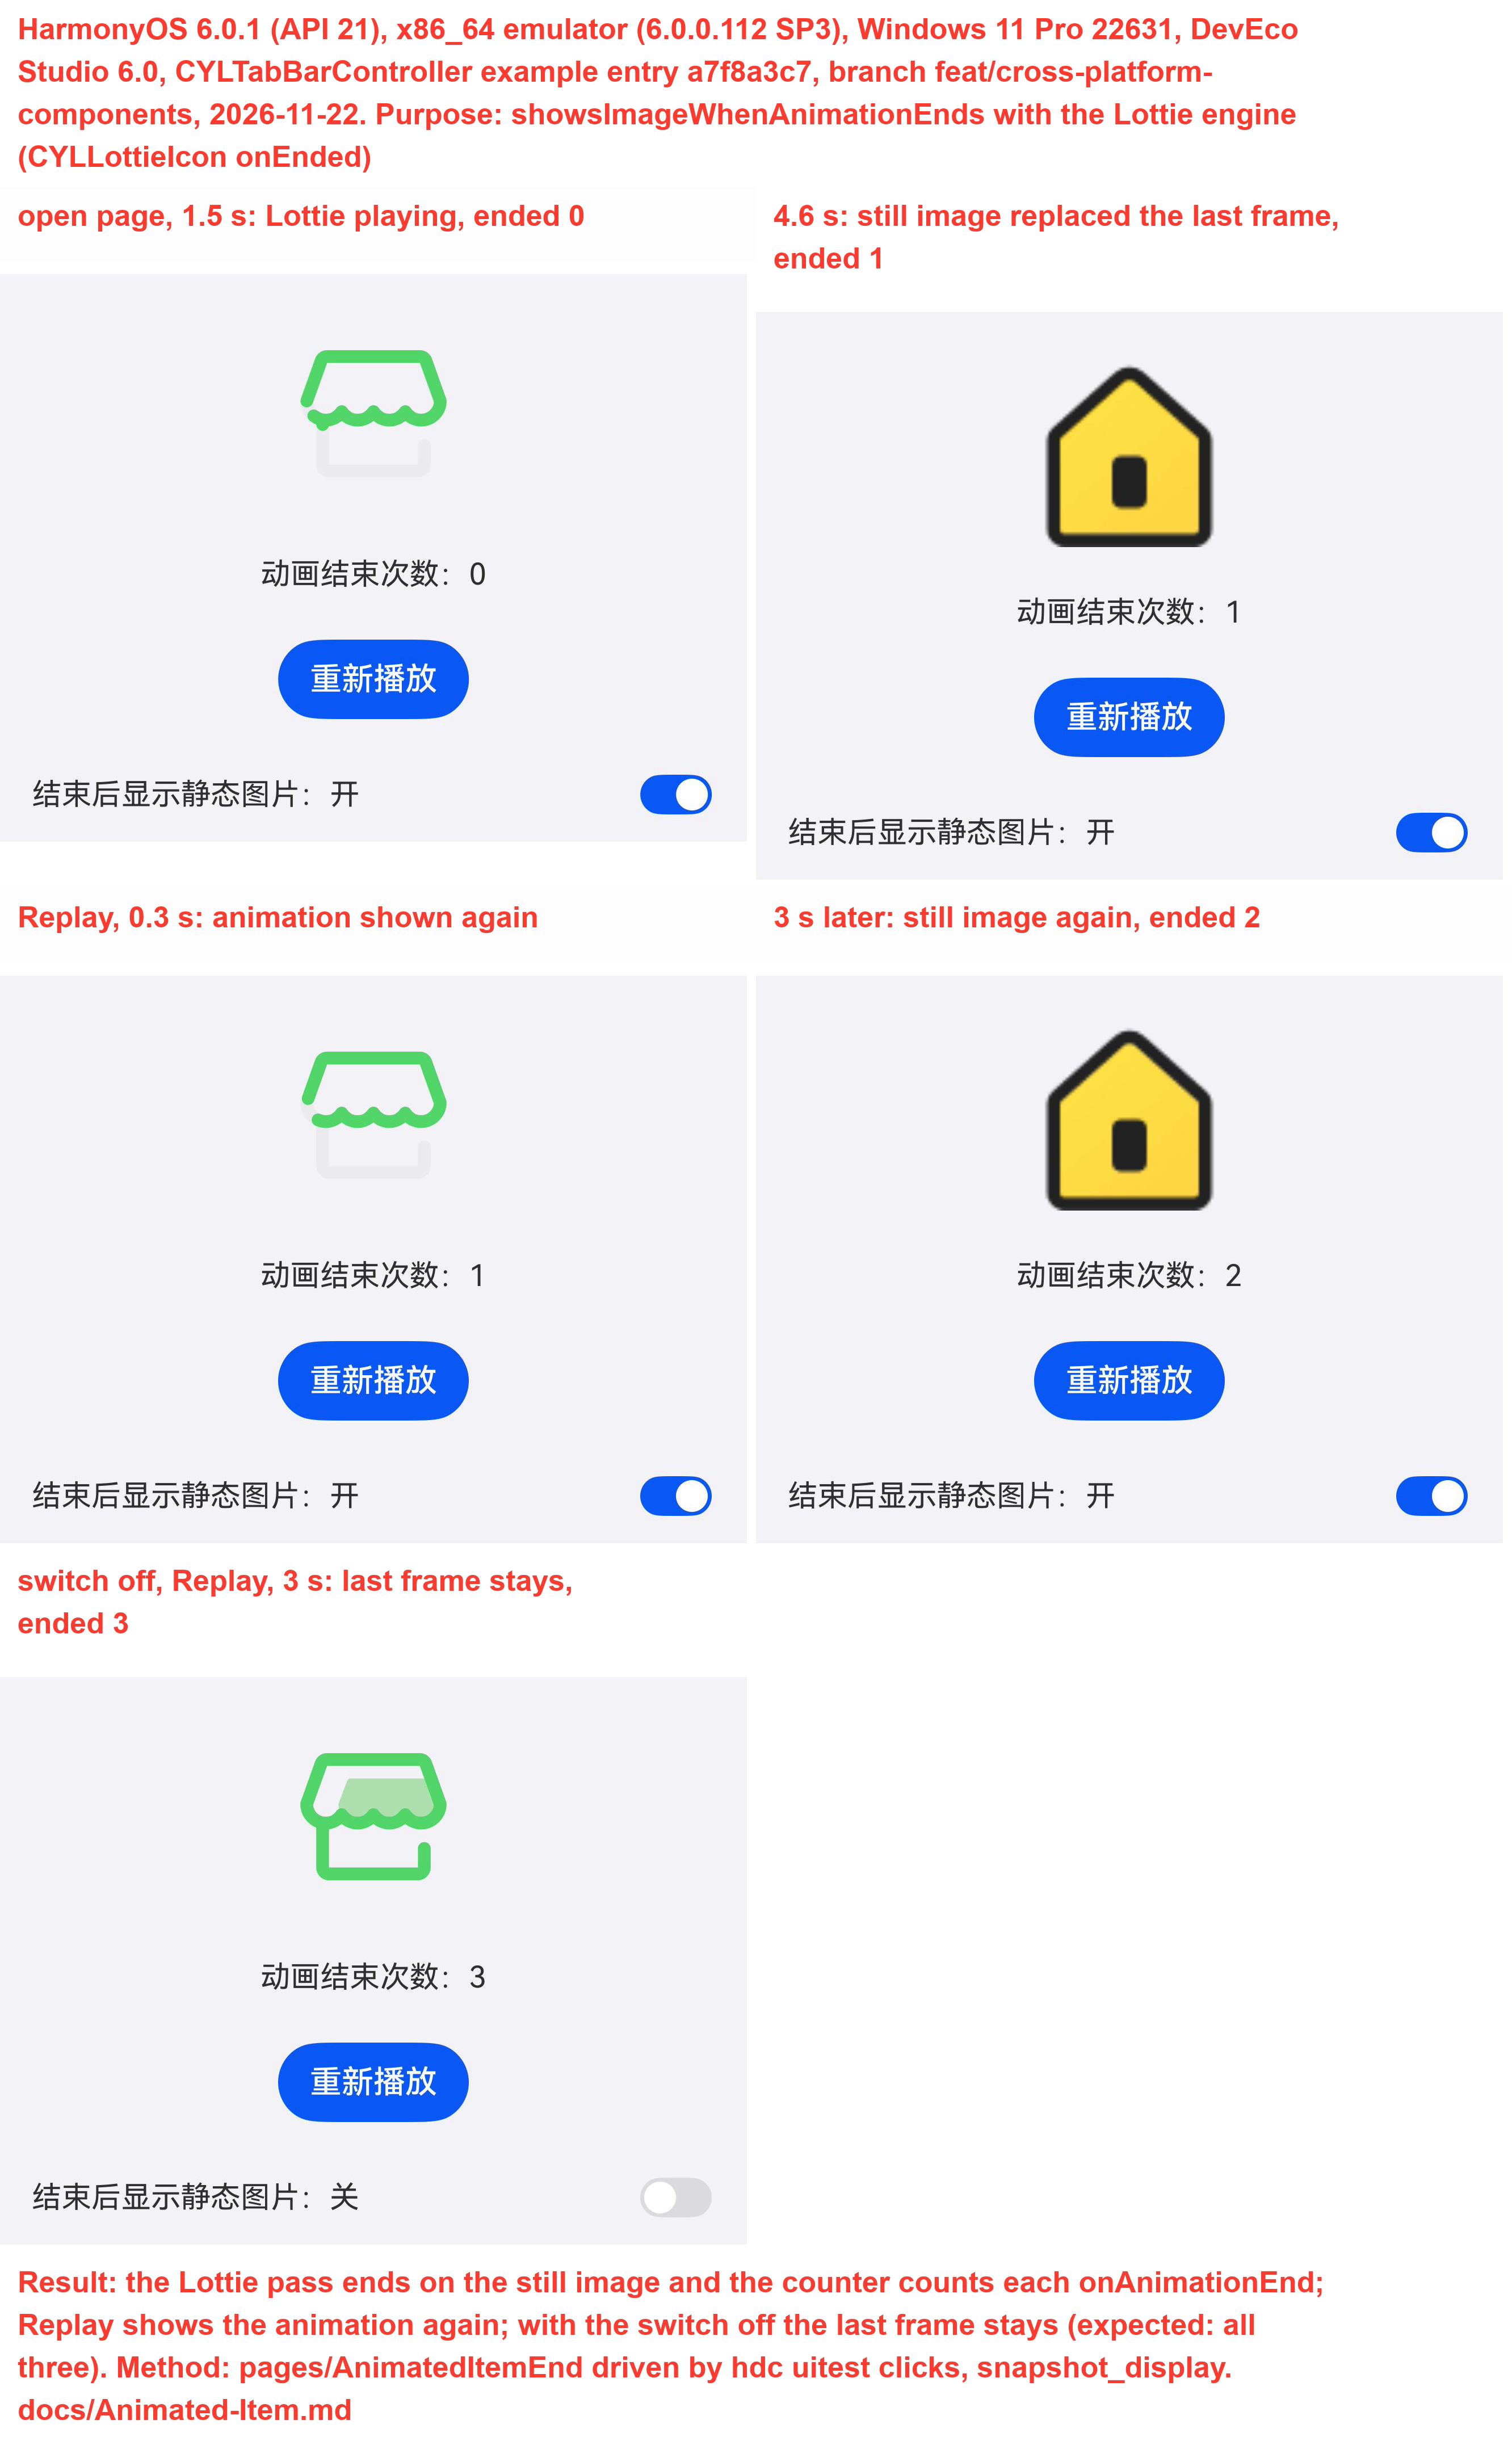 HarmonyOS 6.0.1 (API 21), x86_64 emulator (6.0.0.112 SP3), Windows 11 Pro 22631, DevEco
Studio 6.0, CYLTabBarController example entry a7f8a3c7, branch feat/cross-platform-
components, 2026-11-22. Purpose: showsImageWhenAnimationEnds with the Lottie engine
(CYLLottieIcon onEnded)
open page, 1.5 s: Lottie playing, ended 0
动画结束次数：0
重新播放
结束后显示静态图片：开
4.6 s: still image replaced the last frame,
ended 1
动画结束次数：1
重新播放
结束后显示静态图片：开
Replay, 0.3 s: animation shown again
动画结束次数：1
重新播放
结束后显示静态图片：开
3 s later: still image again, ended 2
动画结束次数：2
重新播放
结束后显示静态图片：开
switch off, Replay, 3 s: last frame stays,
ended 3
动画结束次数：3
重新播放
结束后显示静态图片：关
Result: the Lottie pass ends on the still image and the counter counts each onAnimationEnd;
Replay shows the animation again; with the switch off the last frame stays (expected: all
three). Method: pages/AnimatedItemEnd driven by hdc uitest clicks, snapshot_display.
docs/Animated-Item.md